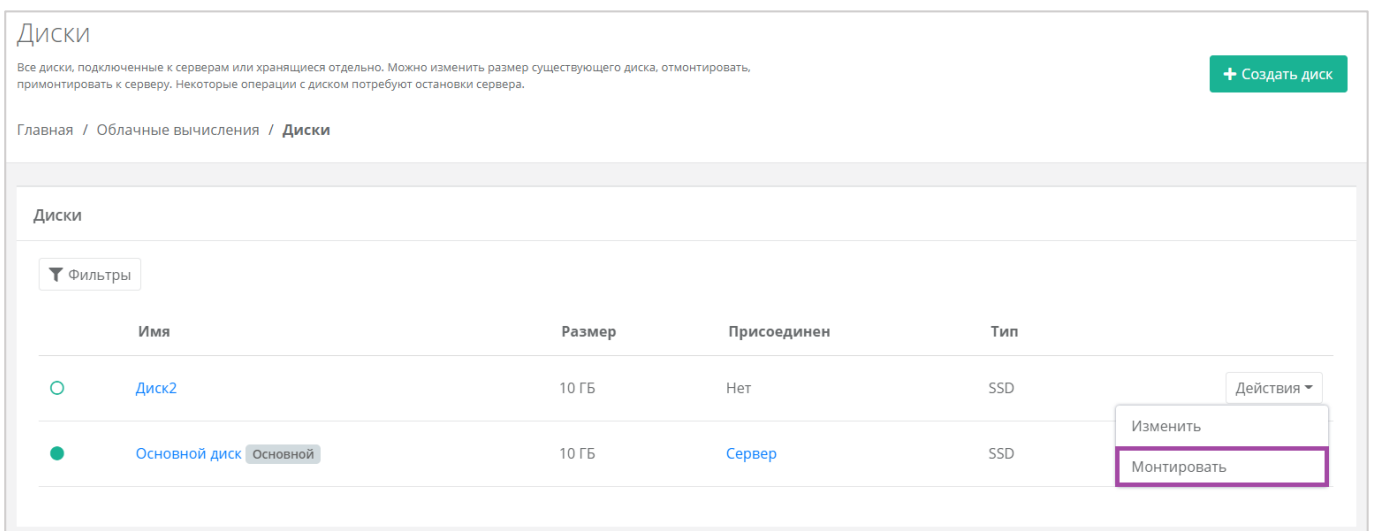 Диски
Все диски, подключенные к серверам или хранящиеся отдельно. Можно изменить размер существующего диска, отмонтировать,
примонтировать к серверу. Некоторые операции с диском потребуют остановки сервера.
Создать диск
Главная / Облачные вычисления / Диски
Диски
Фильтры
Имя Размер Присоединен Тип
Диск2 10 ГБ Нет SSD Действия
Изменить
Основной диск Основной 10 ГБ Сервер SSD
Монтировать